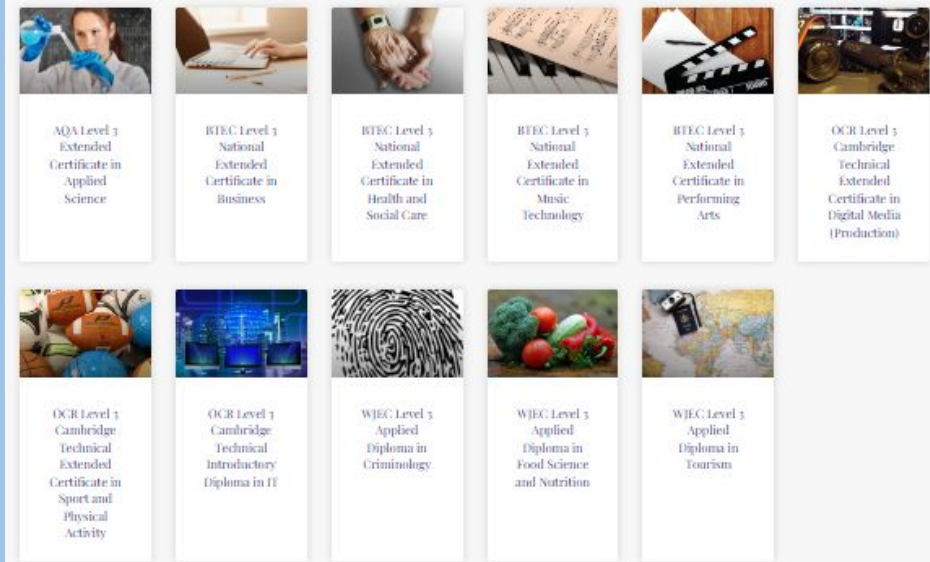 AQA Level 3
Extended
Certificate in
Applied
Science
BTEC Level 3
National
Extended
Certificate in
Business
BTEC Level 3
National
Extended
Certificate in
Health and
Social Care
BTEC Level 3
National
Extended
Certificate in
Music
Technology
BTEC Level 3
National
Extended
Certificate in
Performing
Arts
OCR Level 3
Cambridge
Technical
Extended
Certificate in
Digital Media
(Production)
OCR Level 3
Cambridge
Technical
Extended
Certificate in
Sport and
Physical
Activity
OCR Level 3
Cambridge
Technical
Introductory
Diploma in IT
WJEC Level 3
Applied
Diploma in
Criminology
WJEC Level 3
Applied
Diploma in
Food Science
and Nutrition
WJEC Level 3
Applied
Diploma in
Tourism